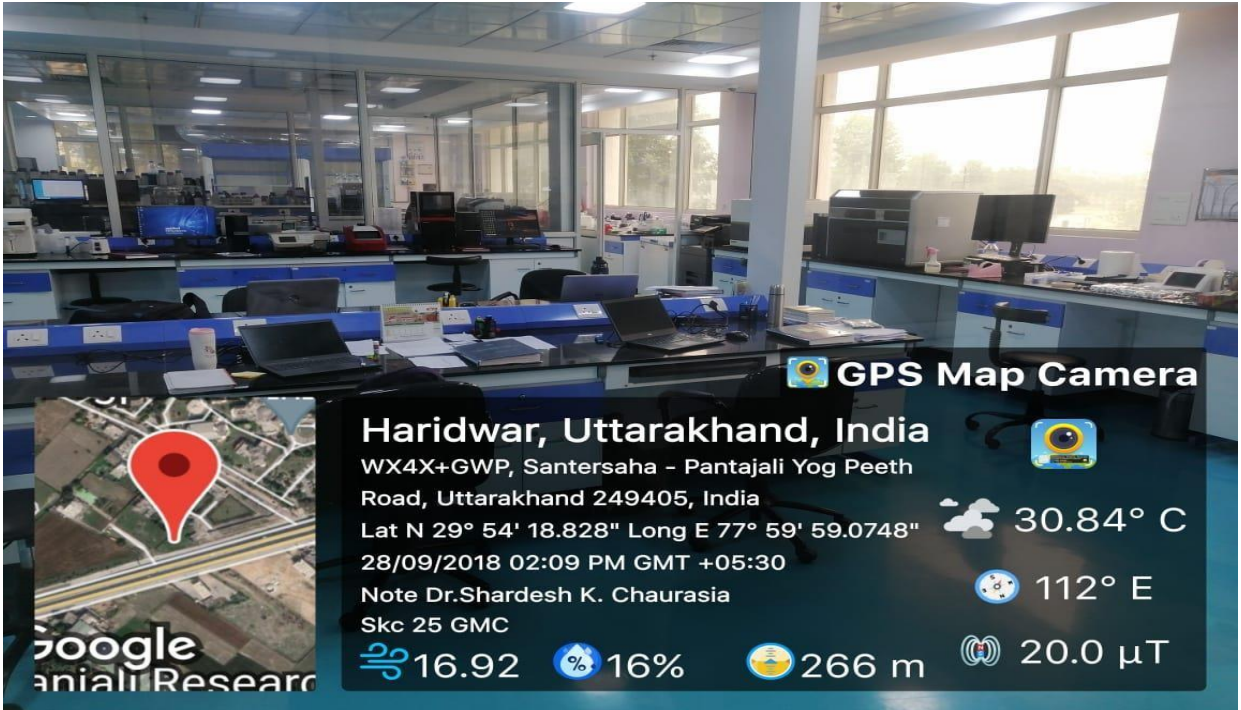 GPS Map Camera
Haridwar, Uttarakhand, India
WX4X+GWP, Santersaha - Pantajali Yog Peeth
Road, Uttarakhand 249405, India
Lat N 29° 54' 18.828" Long E 77° 59' 59.0748"
28/09/2018 02:09 PM GMT +05:30
Note Dr.Shardesh K. Chaurasia
Skc 25 GMC
16.92
16%
266 m
30.84° C
112° E
20.0 μT
Google
anjali Researc